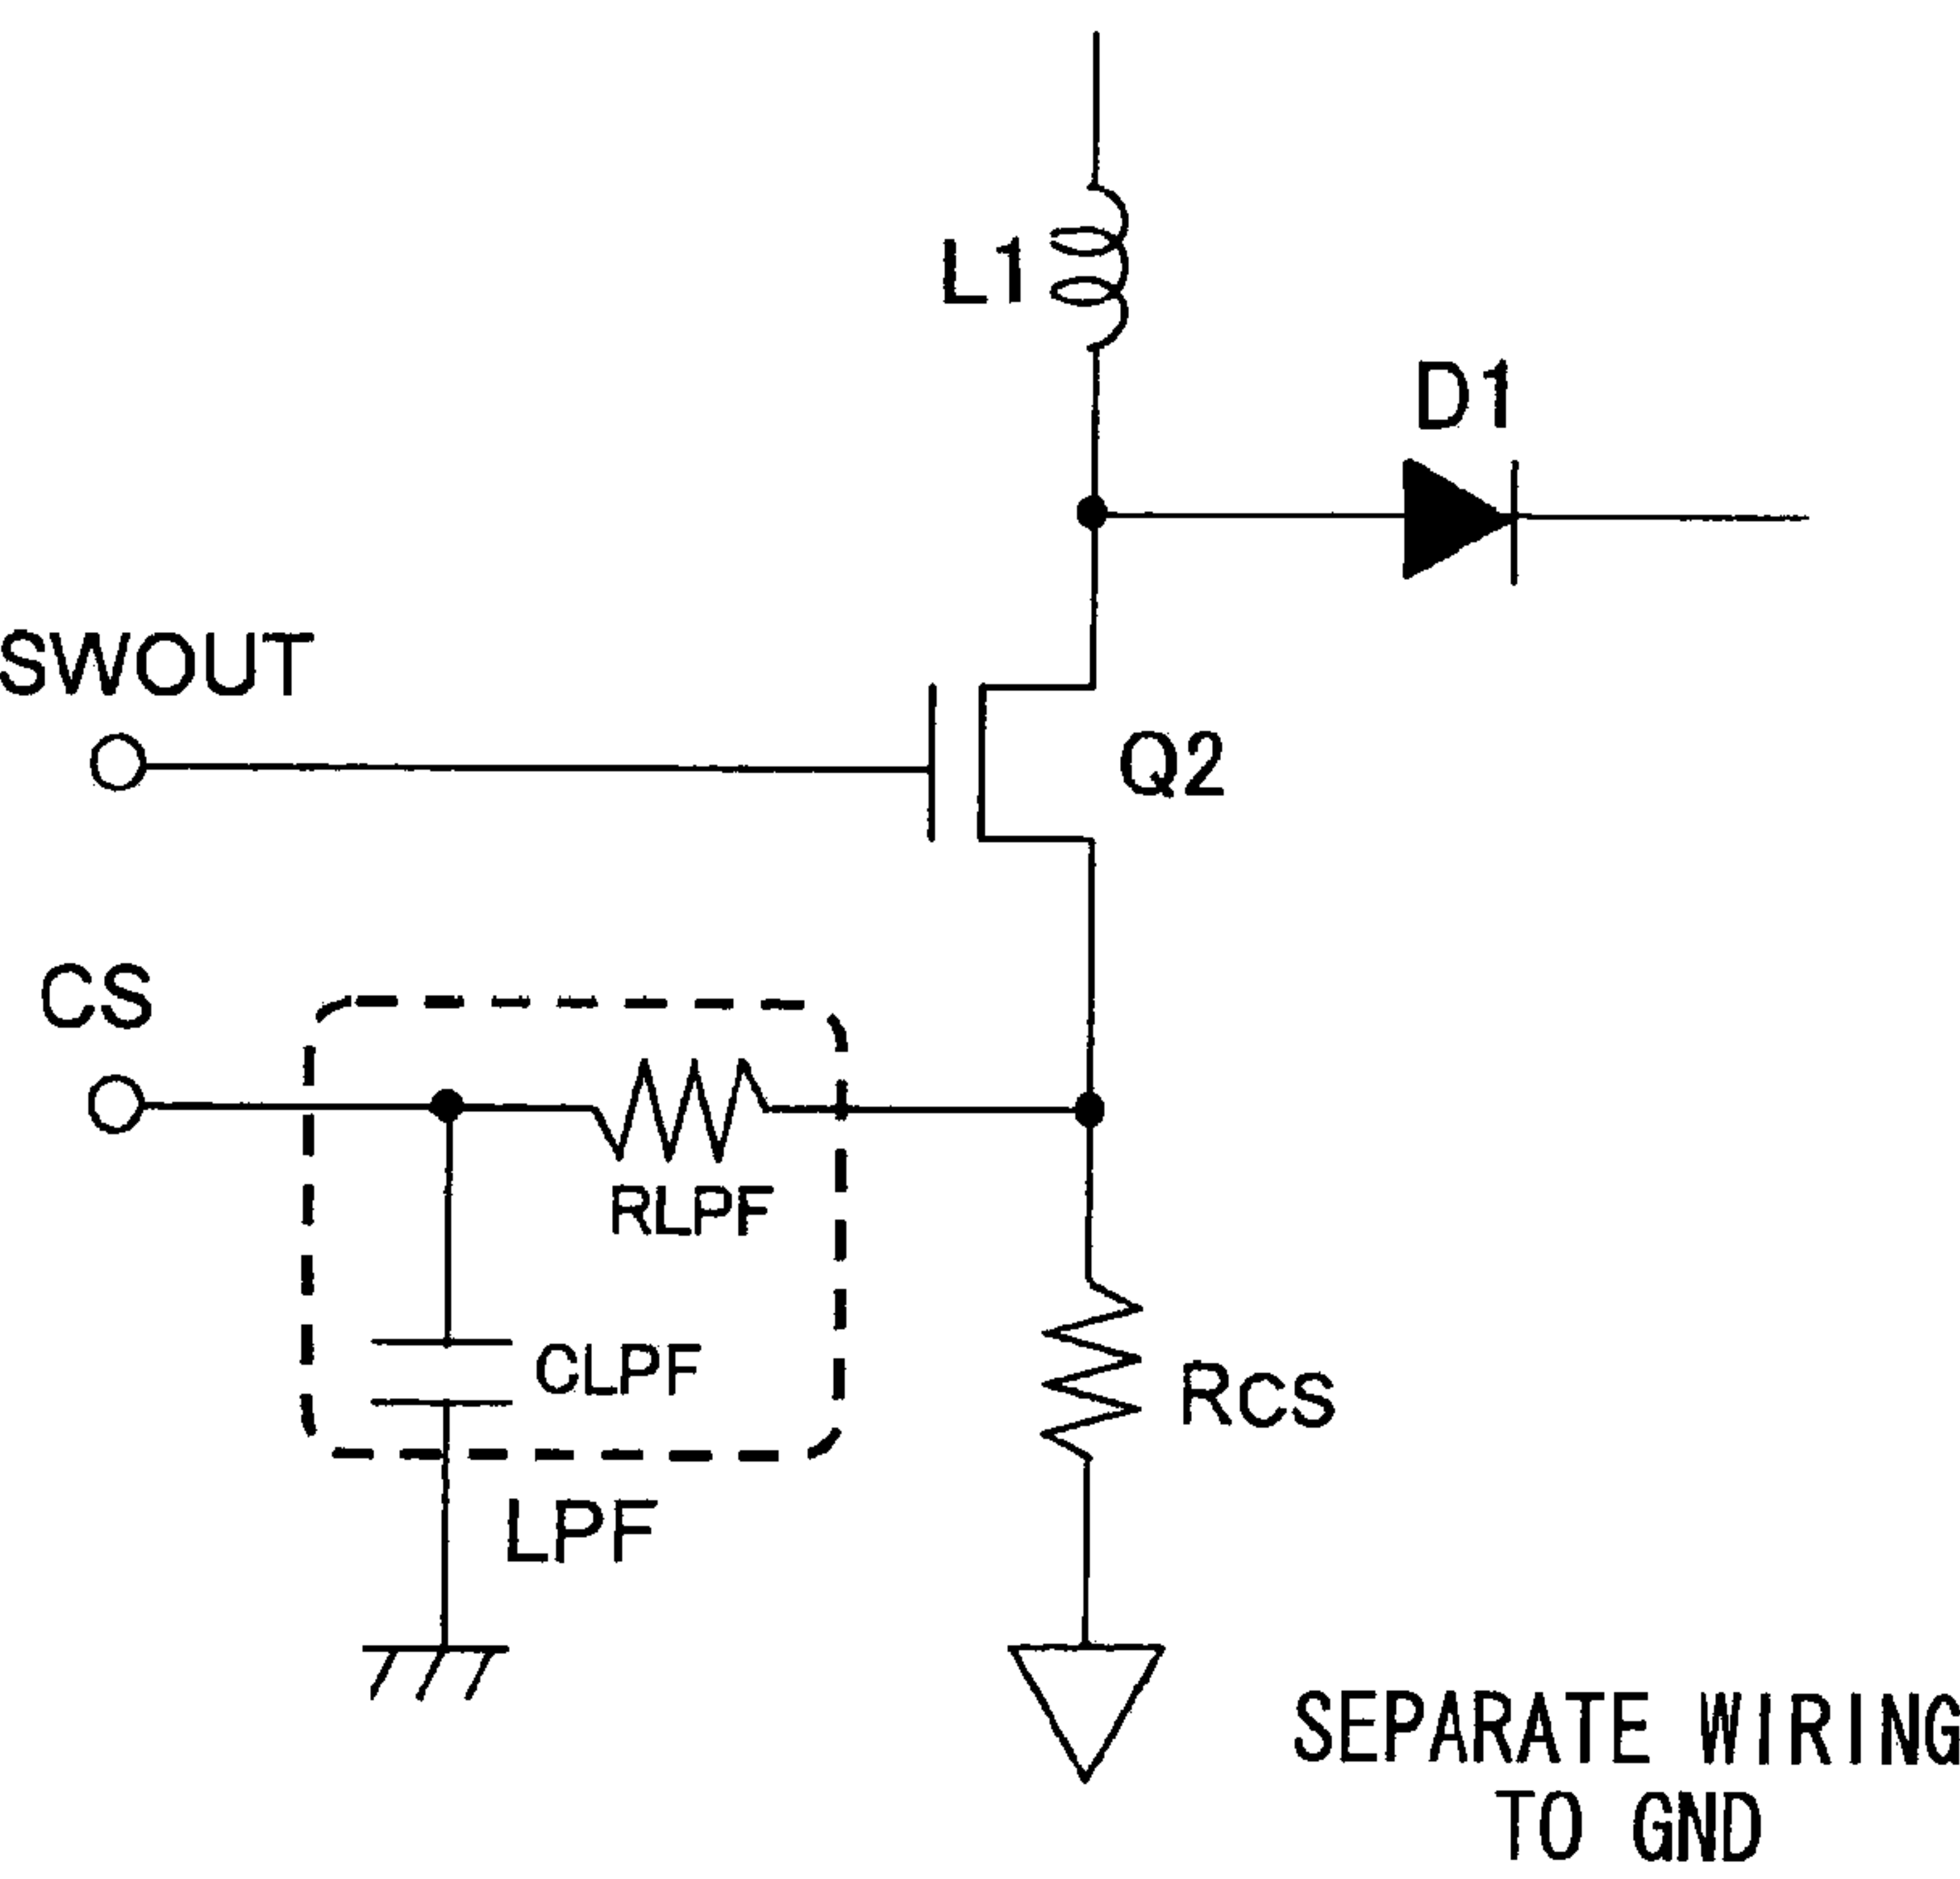 L1
D1
SWOUT
Q2
CS
RLPF
CLPF
RCS
LPF
SEPARATE WIRING
TO GND